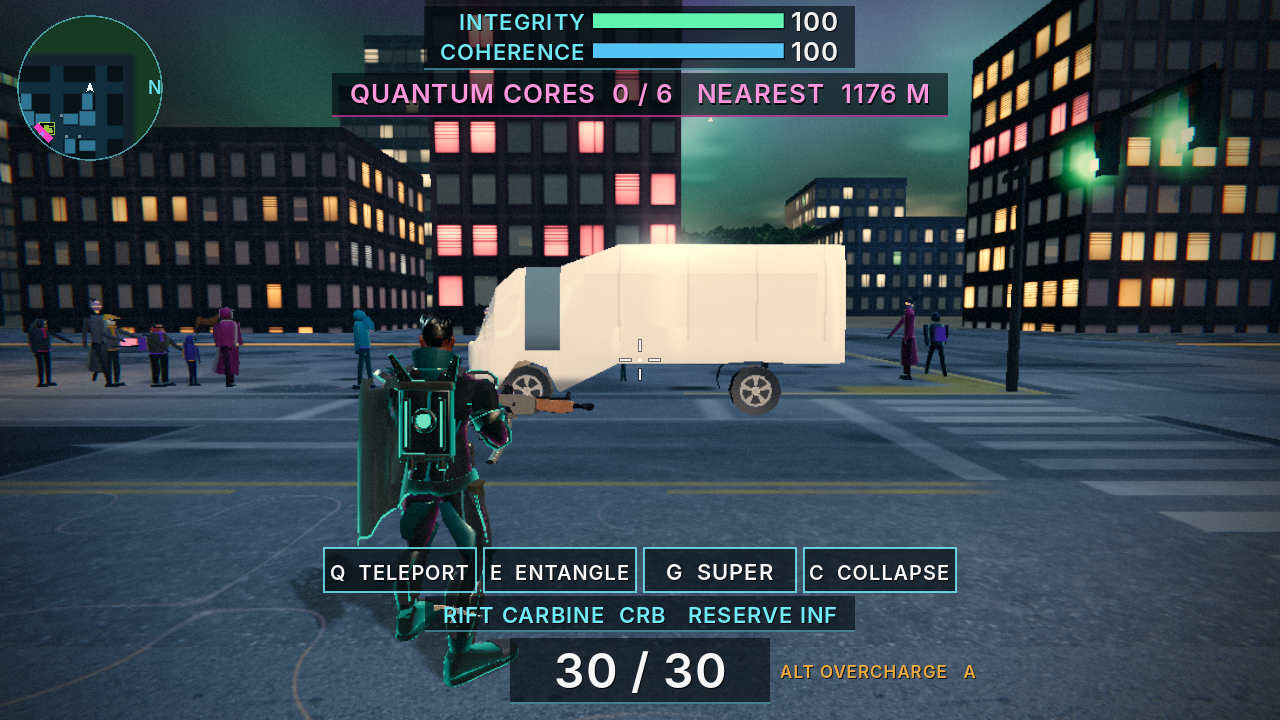 INTEGRITY 100
COHERENCE 100
QUANTUM CORES 0 / 6 NEAREST 1176 M
N
Q TELEPORT E ENTANGLE G SUPER C COLLAPSE
RIFT CARBINE CRB RESERVE INF
30 / 30
ALT OVERCHARGE A